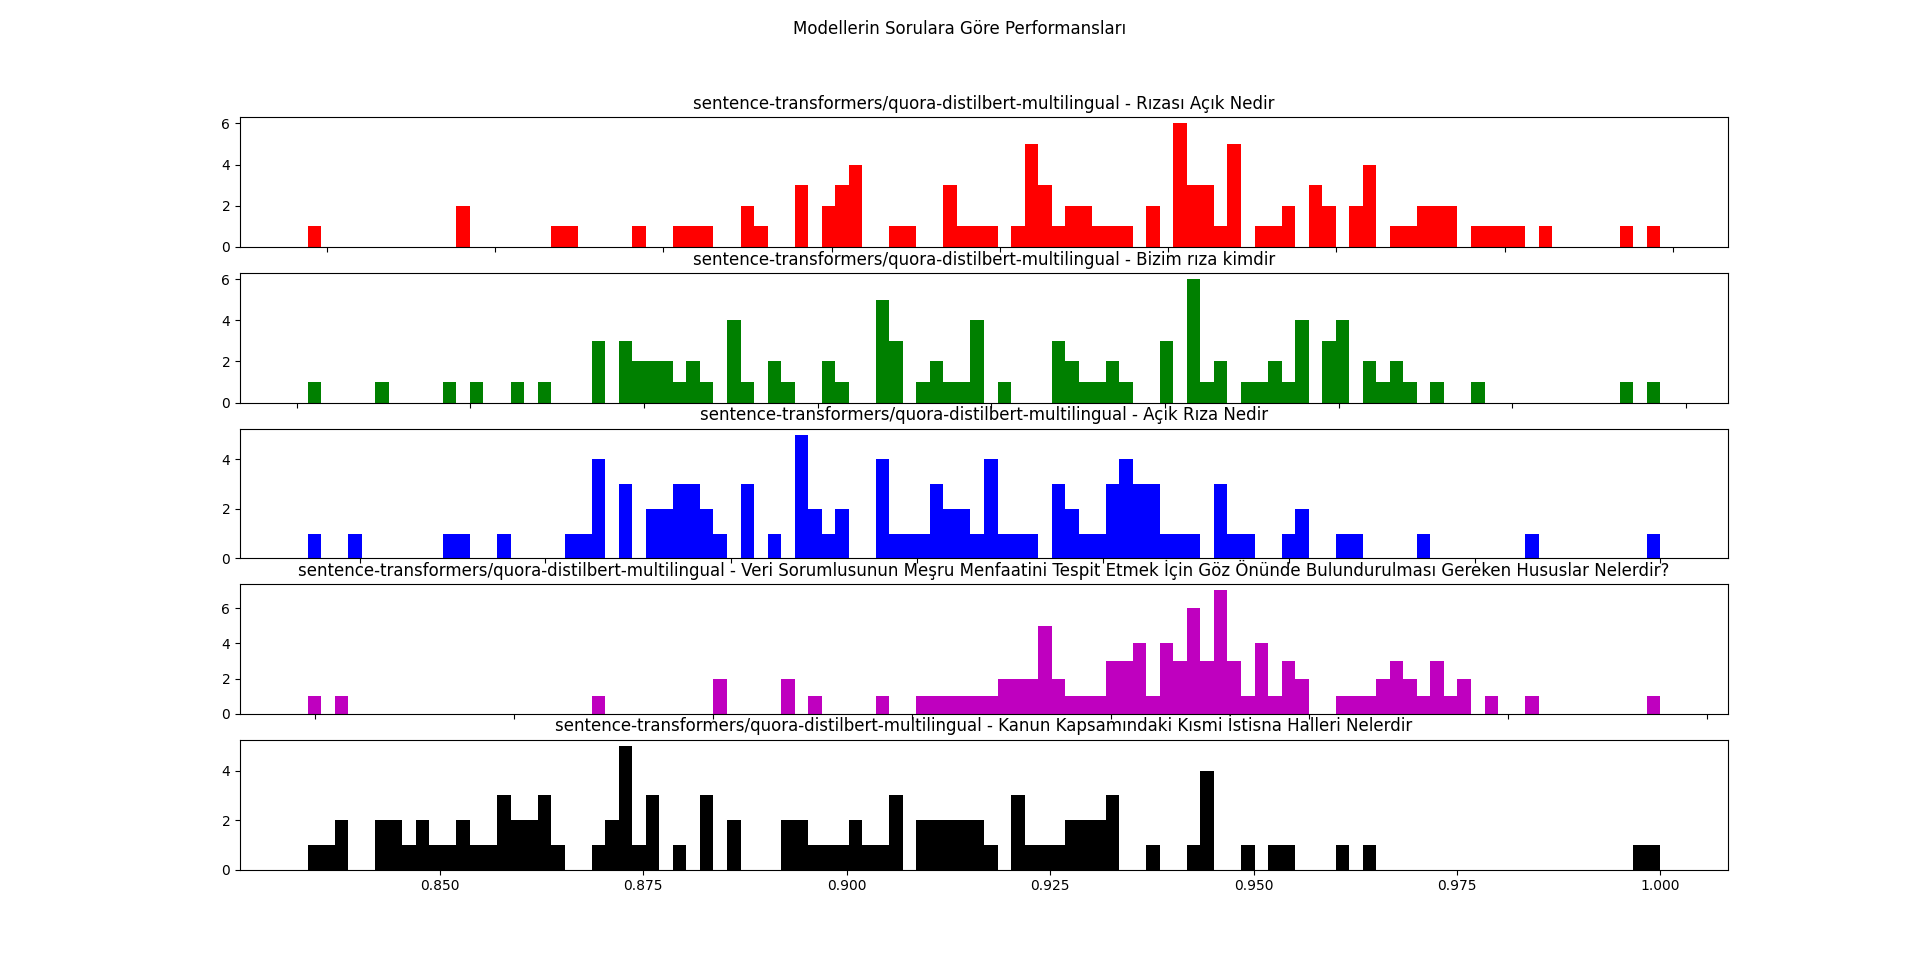 Modellerin Sorulara Göre Performansları
sentence-transformers/quora-distilbert-multilingual - Rızası Açık Nedir
6
4
2
0
sentence-transformers/quora-distilbert-multilingual - Bizim rıza kimdir
6
4
2
0
sentence-transformers/quora-distilbert-multilingual - Açık Rıza Nedir
4
2
0
sentence-transformers/quora-distilbert-multilingual - Veri Sorumlusunun Meşru Menfaatini Tespit Etmek İçin Göz Önünde Bulundurulması Gereken Hususlar Nelerdir?
6
4
2
0
sentence-transformers/quora-distilbert-multilingual - Kanun Kapsamındaki Kısmi İstisna Halleri Nelerdir
4
2
0
0.850 0.875 0.900 0.925 0.950 0.975 1.000